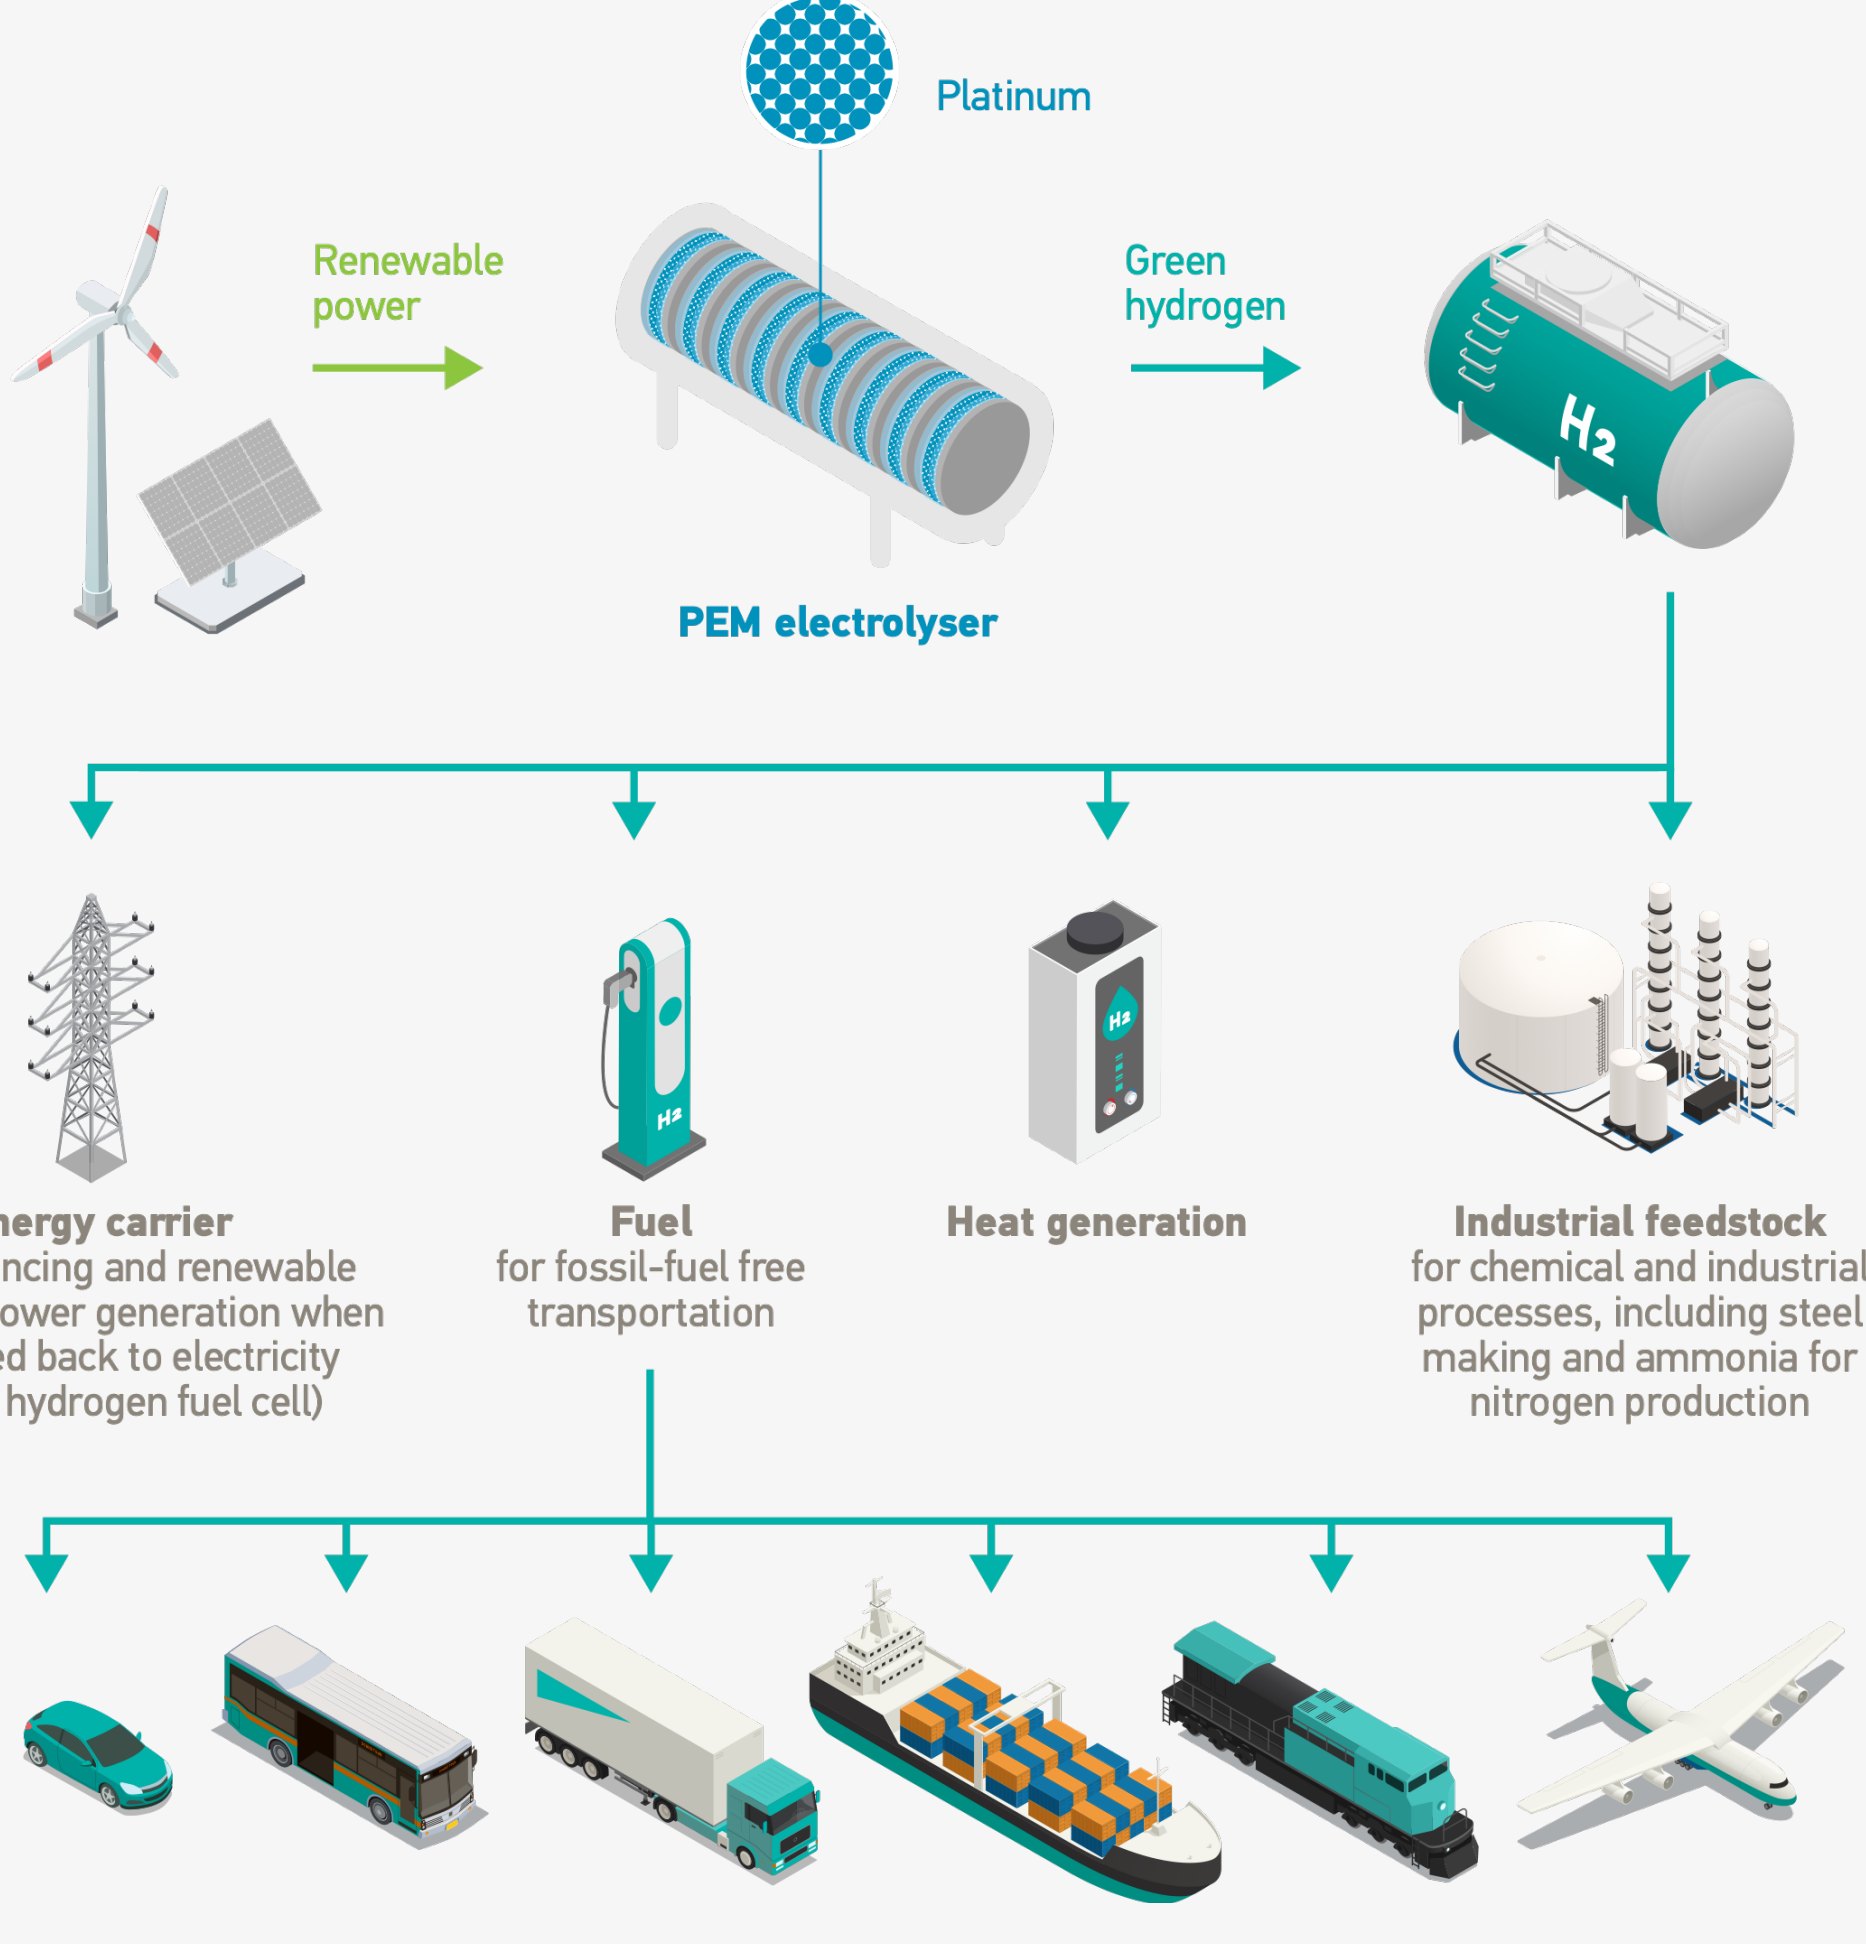 Platinum
Renewable
power
Green
hydrogen
H2
PEM electrolyser
H2
H2
nergy carrier
ncing and renewable
ower generation when
ed back to electricity
hydrogen fuel cell)
Fuel
for fossil-fuel free
transportation
Heat generation
Industrial feedstock
for chemical and industrial
processes, including steel
making and ammonia for
nitrogen production